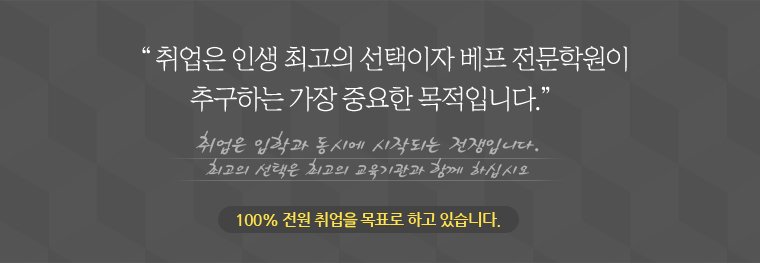 “ 취업은 인생 최고의 선택이자 베프 전문학원이
추구하는 가장 중요한 목적입니다.”
취업은 입학과 동시에 시작되는 전쟁입니다.
최고의 선택은 최고의 교육기관과 함께 하십시오
100% 전원 취업을 목표로 하고 있습니다.